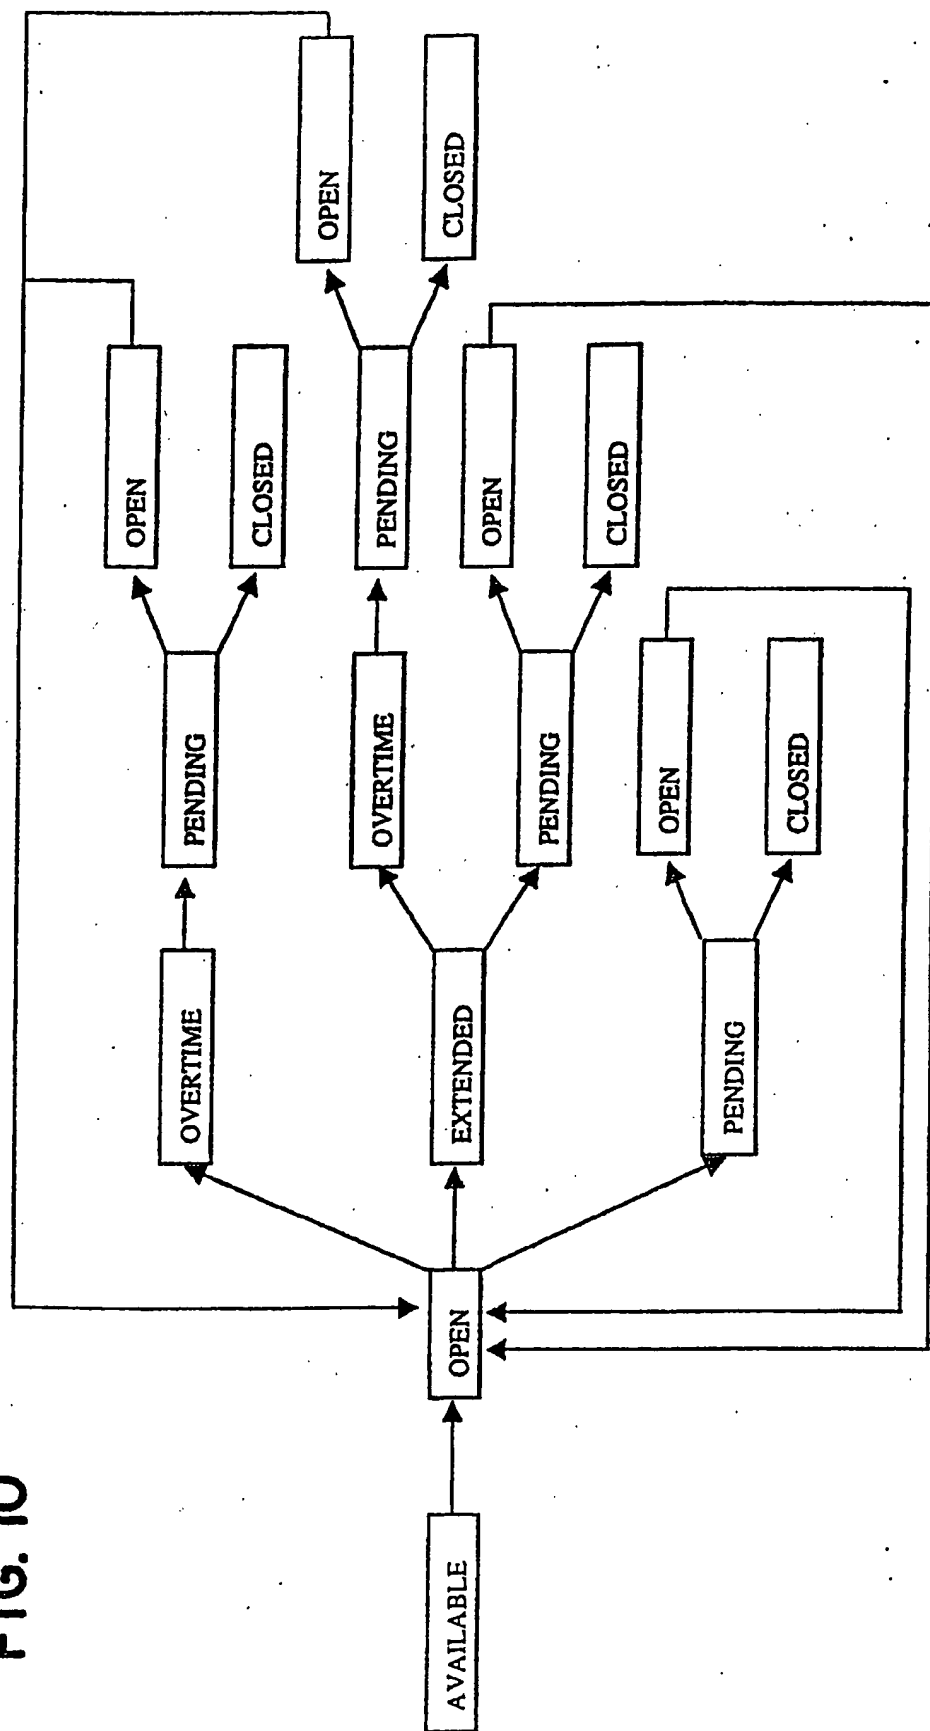 FIG. 10
AVAILABLE
OPEN
OVERTIME
EXTENDED
PENDING
PENDING
OVERTIME
PENDING
OPEN
CLOSED
OPEN
CLOSED
PENDING
OPEN
CLOSED
OPEN
CLOSED